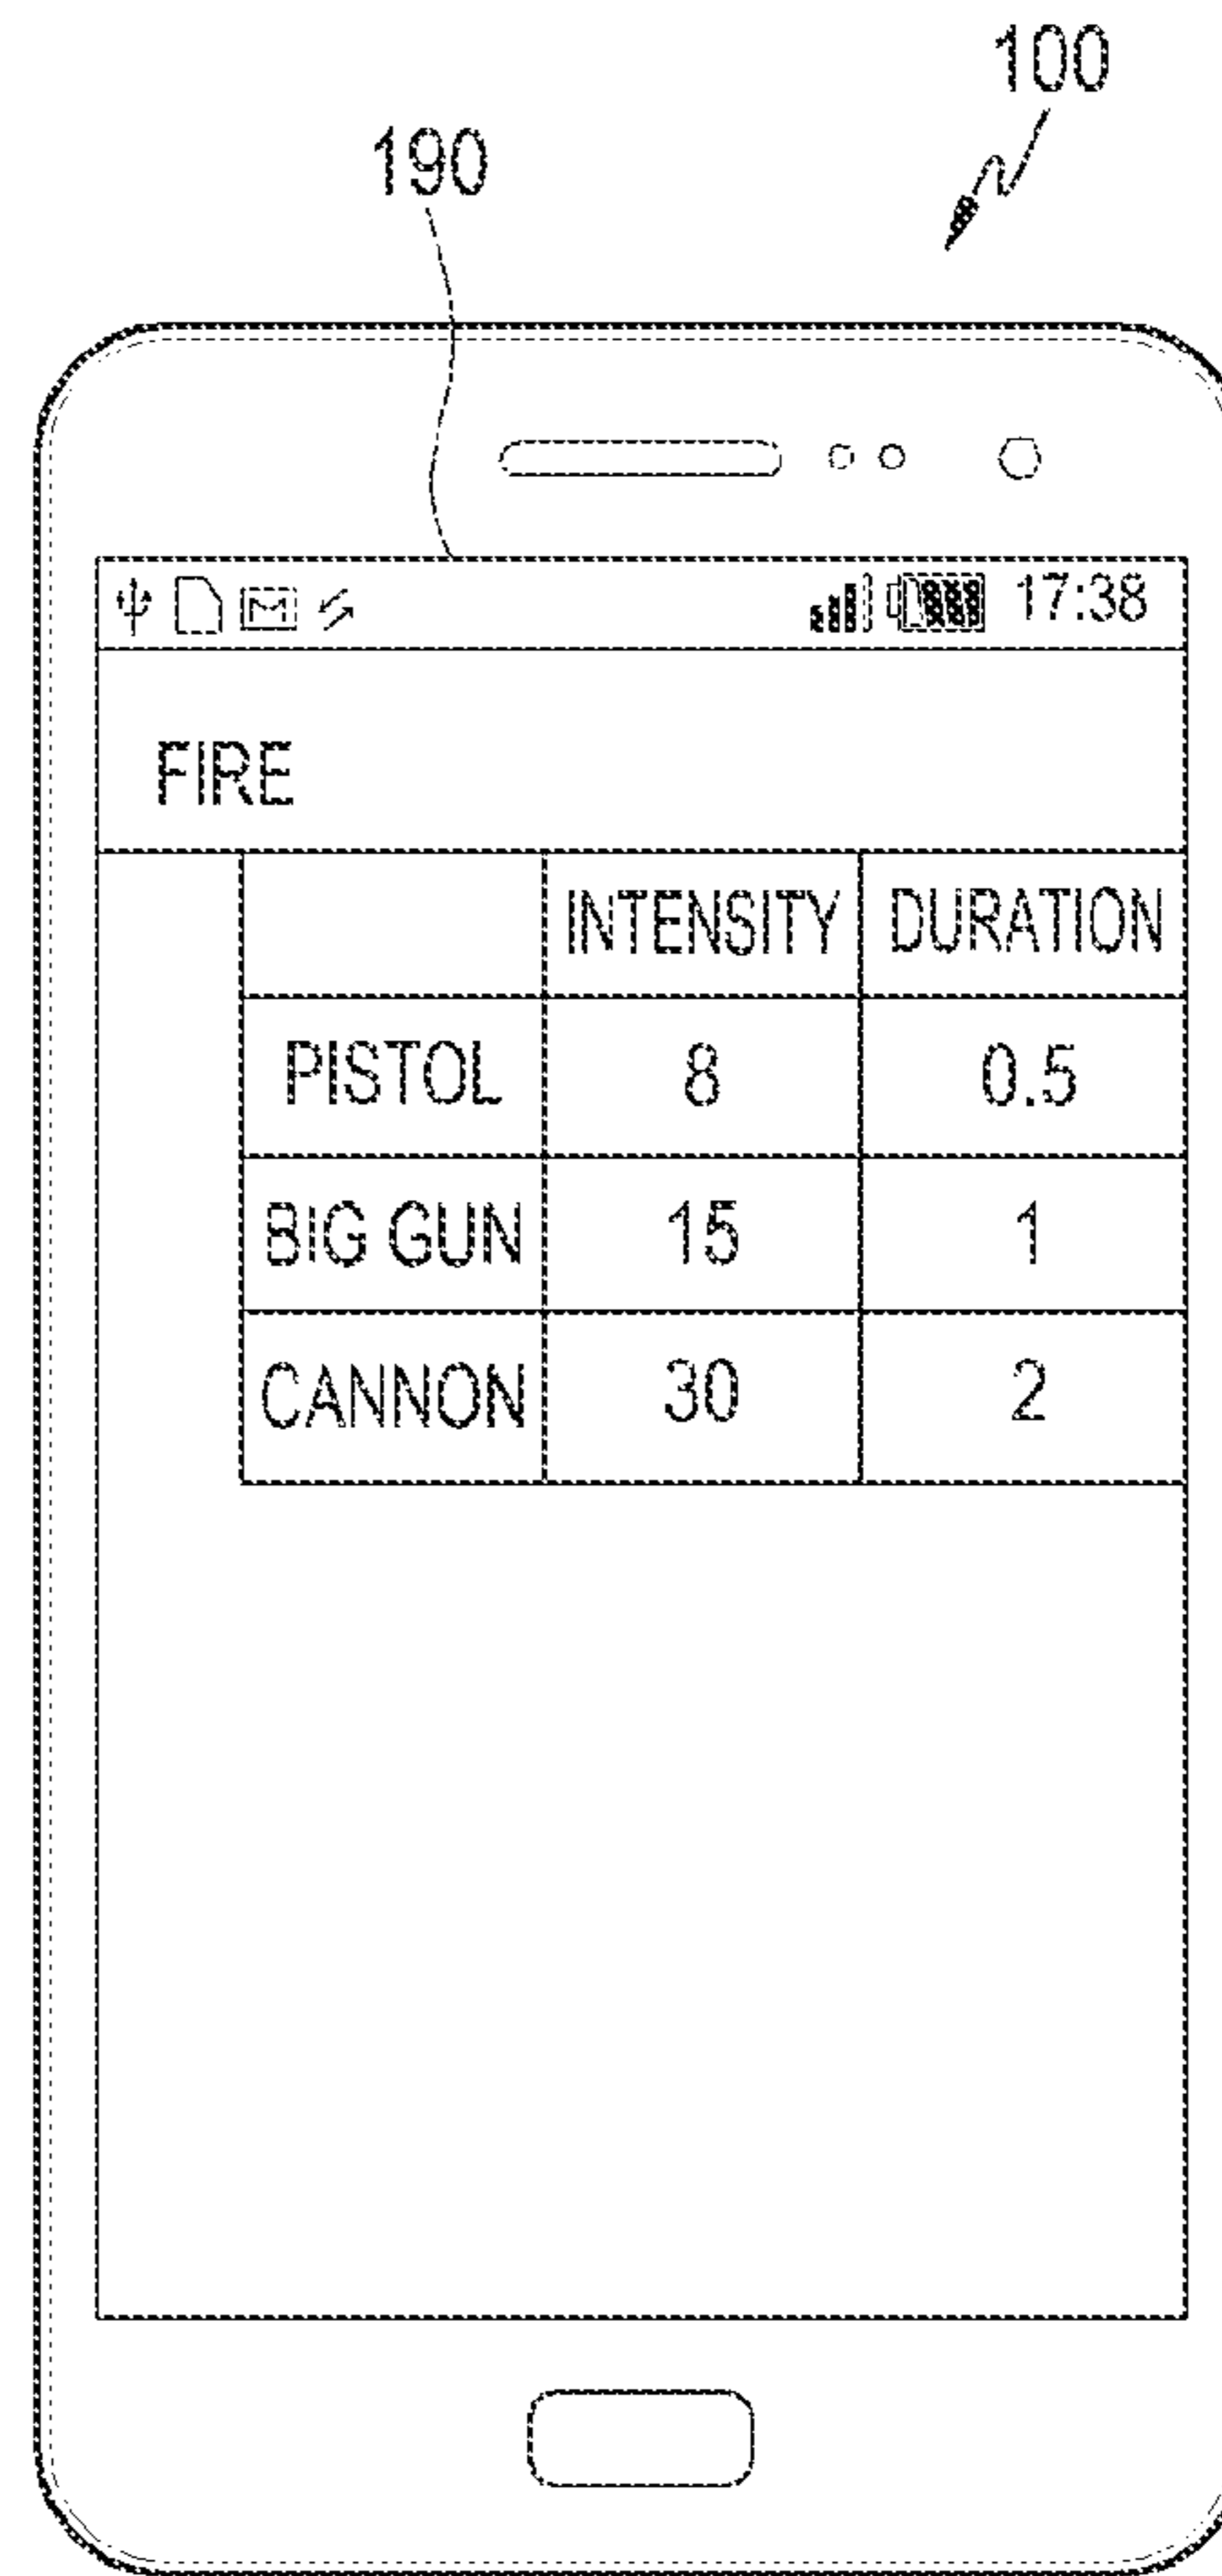 100
190
17:38
FIRE
INTENSITY DURATION
PISTOL 8 0.5
BIG GUN 15 1
CANNON 30 2